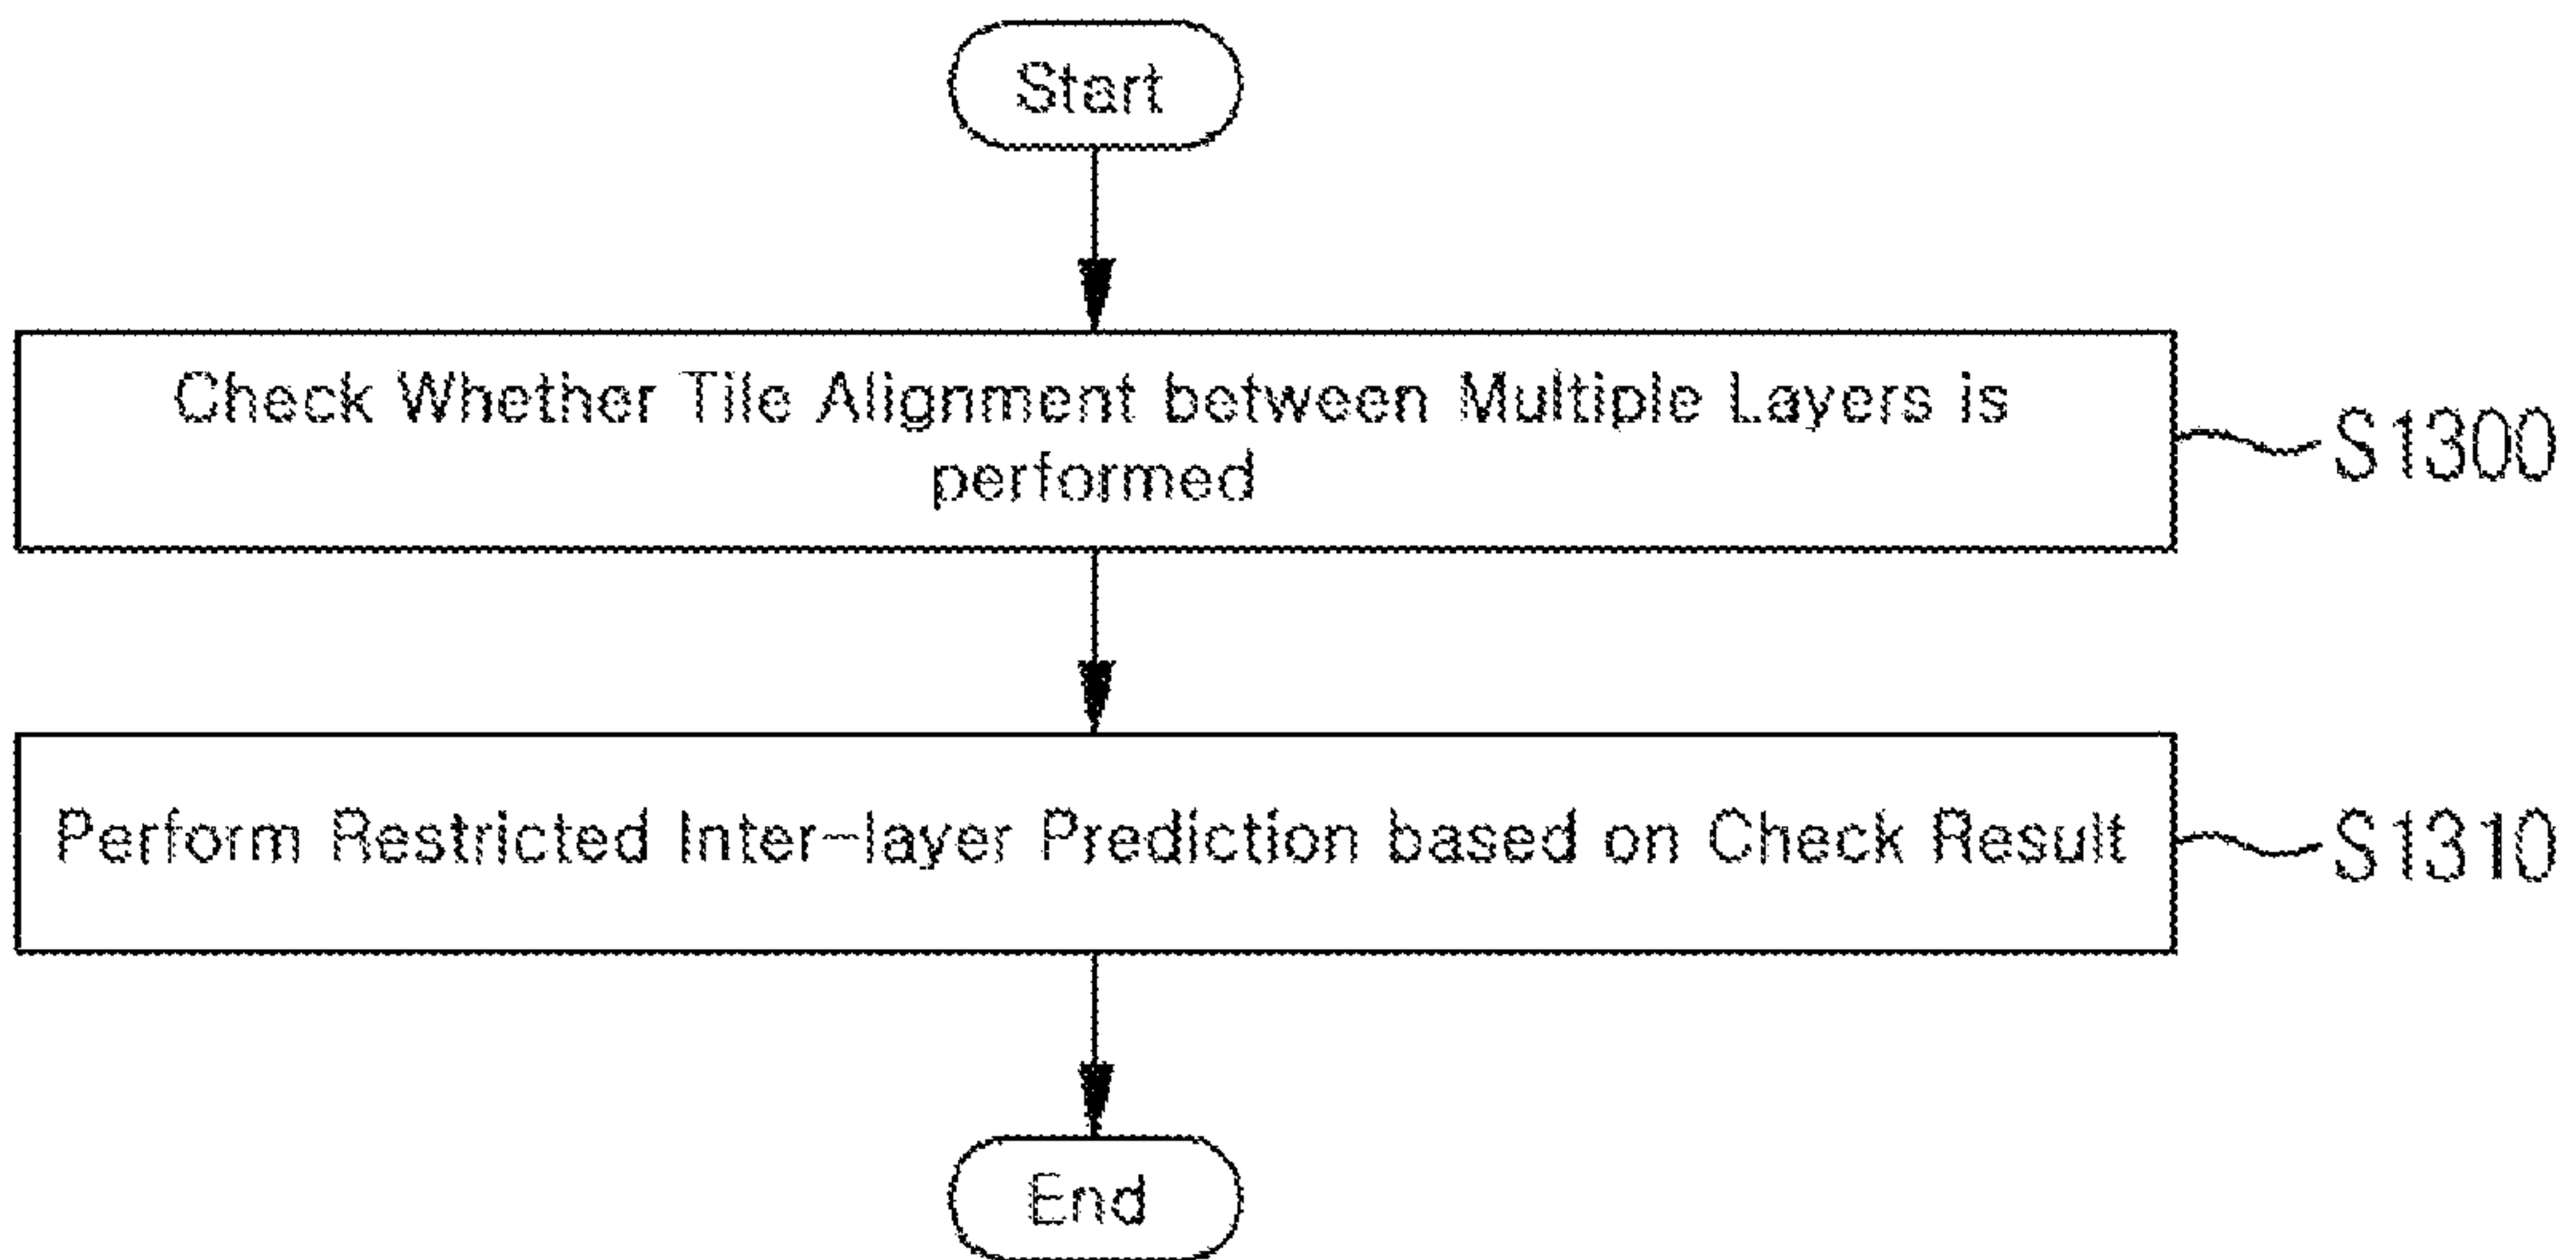 Start
Check Whether Tile Alignment between Multiple Layers is
performed
S1300
Perform Restricted Inter-layer Prediction based on Check Result
S1310
End